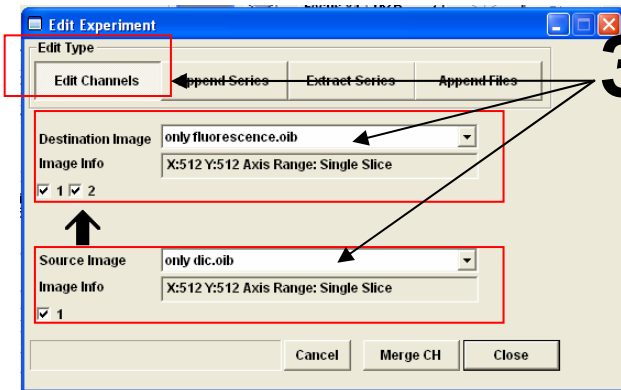 Edit Experiment
Edit Type
Edit Channels Append Series Extract Series Append Files
3
Destination Image only fluorescence.oib
Image Info X:512 Y:512 Axis Range: Single Slice
1 2
Source Image only dic.oib
Image Info X:512 Y:512 Axis Range: Single Slice
1
Cancel Merge CH Close